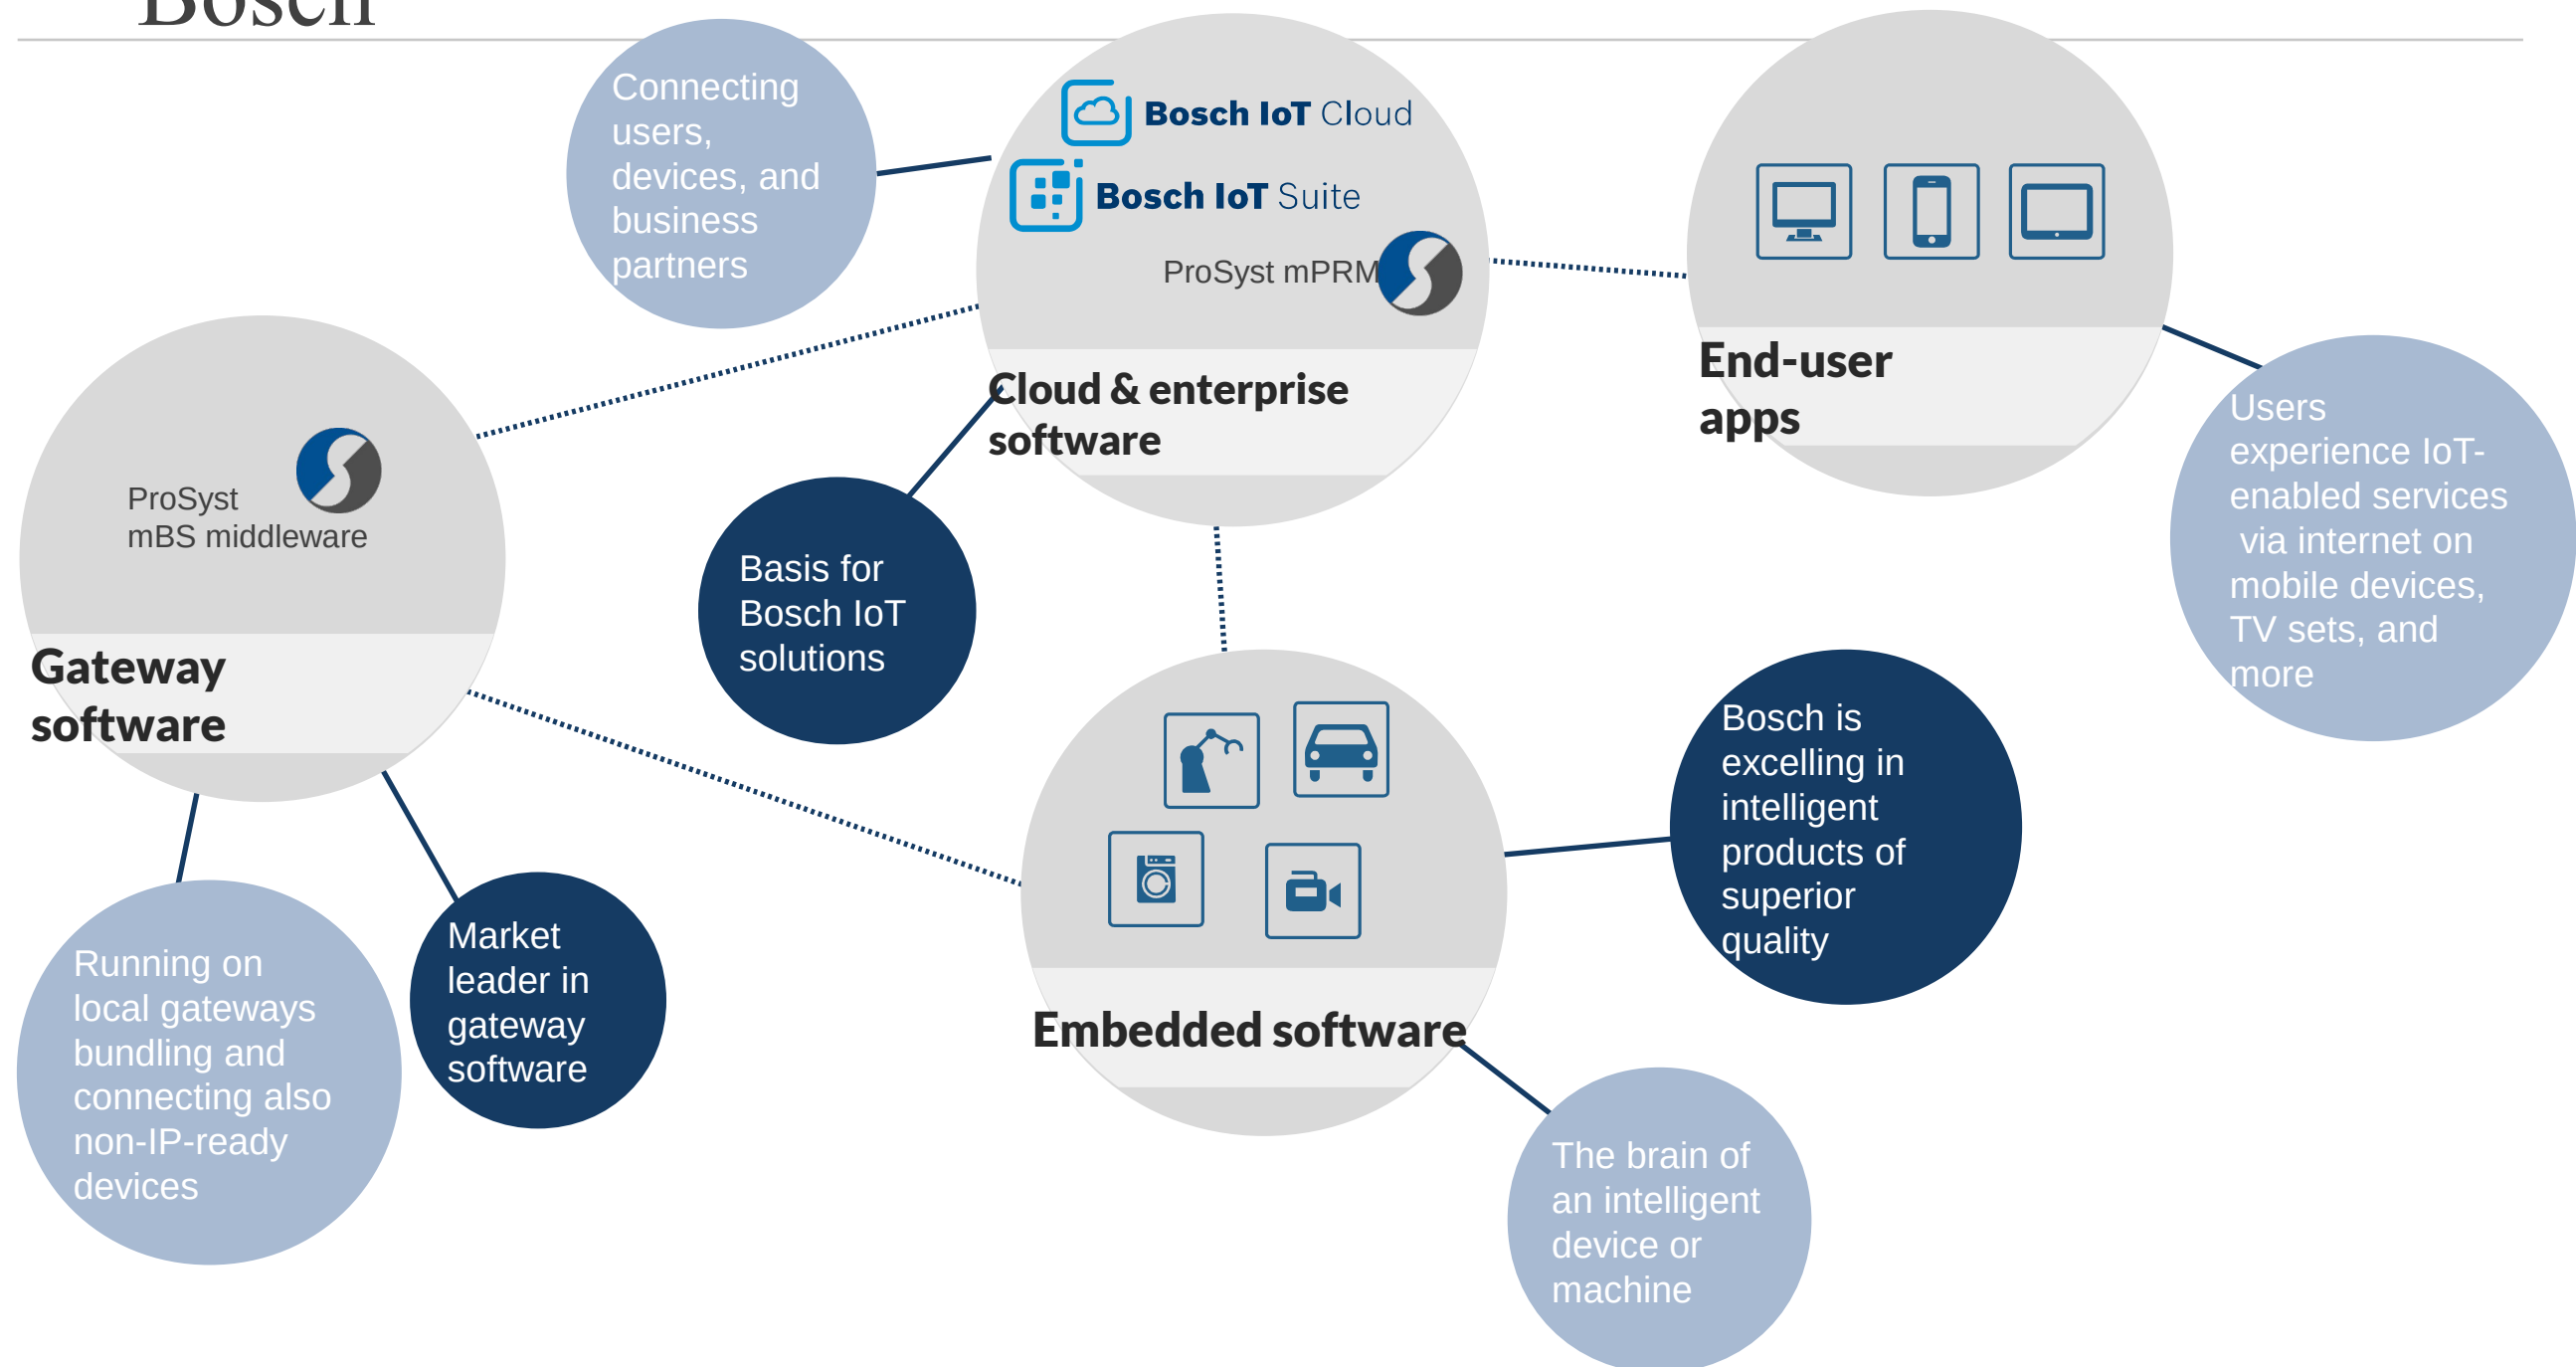 Bosch
Connecting
users,
devices, and
business
partners
Bosch IoT Cloud
Bosch IoT Suite
ProSyst mPRM
Cloud & enterprise
software
End-user
apps
Users
experience IoT-
enabled services
via internet on
mobile devices,
TV sets, and
more
ProSyst
mBS middleware
Gateway
software
Basis for
Bosch IoT
solutions
Bosch is
excelling in
intelligent
products of
superior
quality
Embedded software
Running on
local gateways
bundling and
connecting also
non-IP-ready
devices
Market
leader in
gateway
software
The brain of
an intelligent
device or
machine